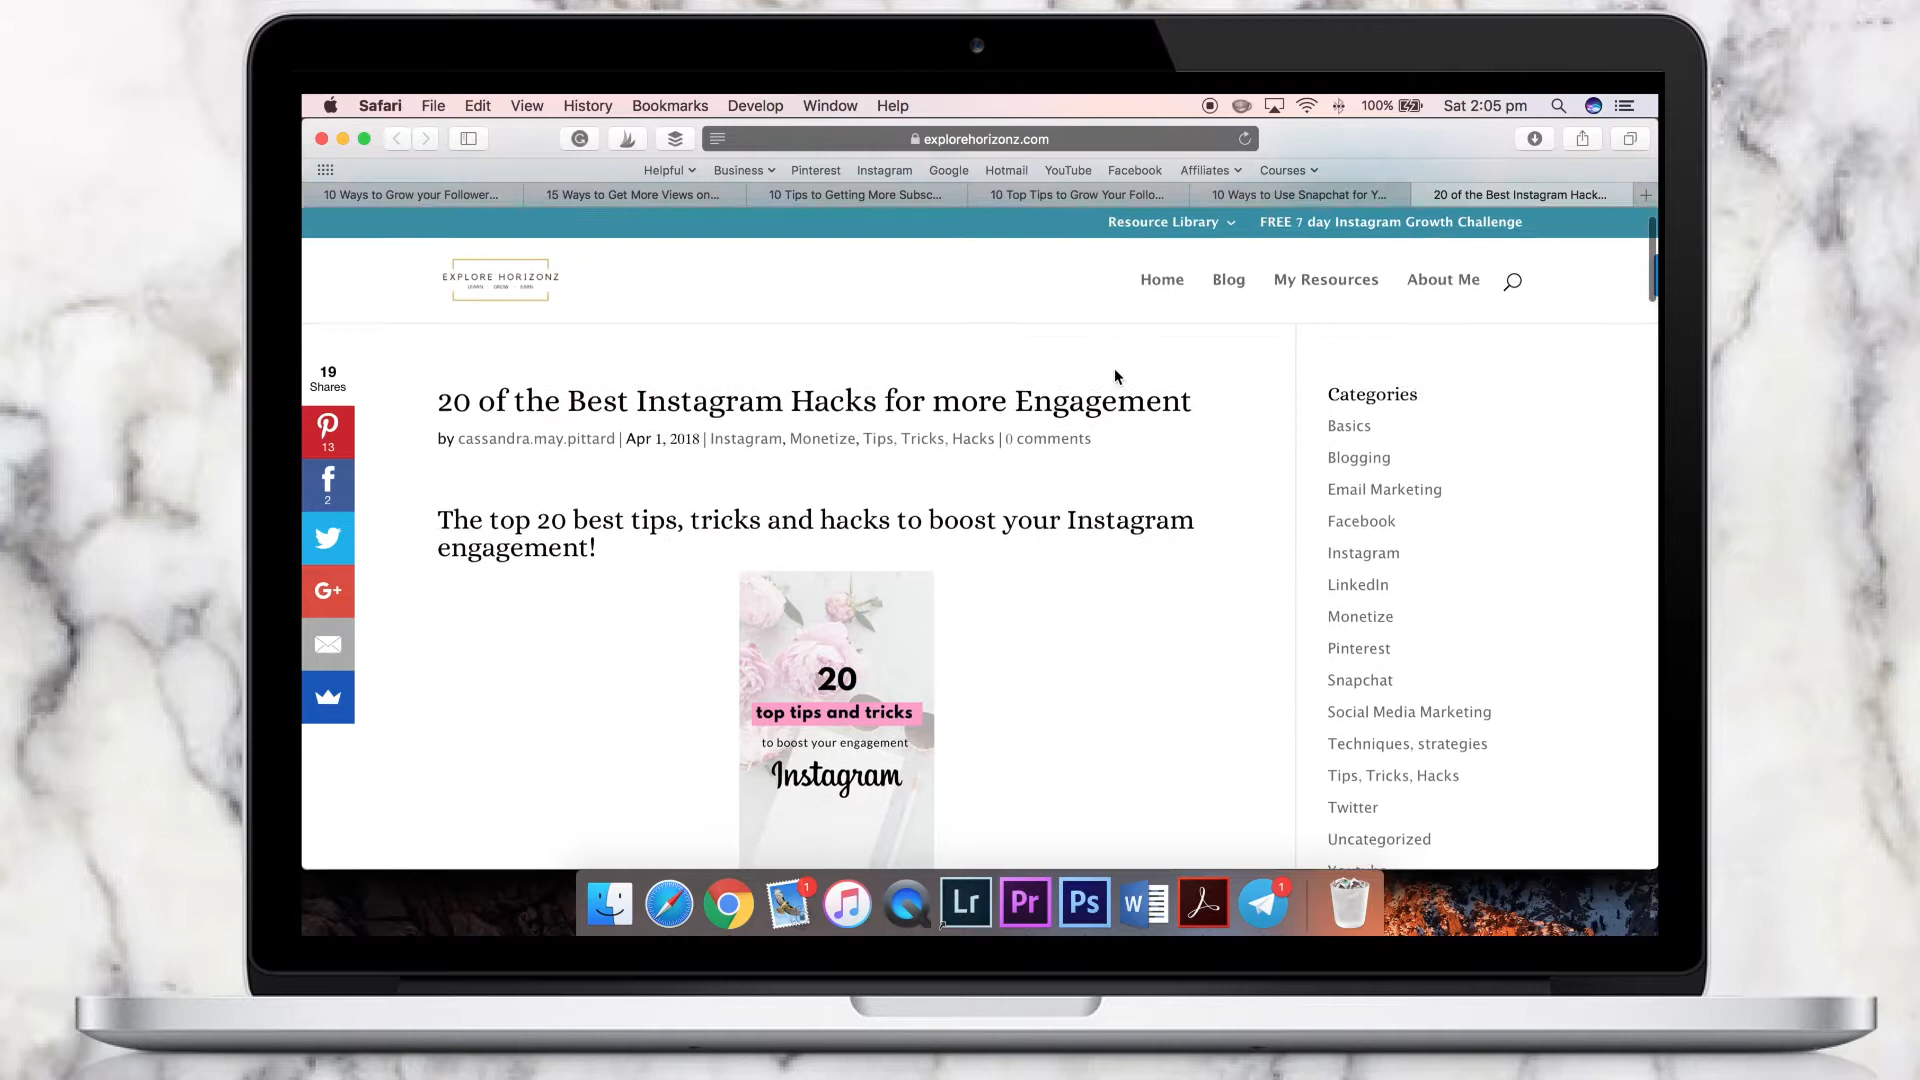 Safari File Edit View History Bookmarks Develop Window Help 100% Sat 2:05 pm
explorehorizonz.com
Helpful Business Pinterest Instagram Google Hotmail YouTube Facebook Affiliates Courses
10 Ways to Grow your Follower... 15 Ways to Get More Views on... 10 Tips to Getting More Subsc... 10 Top Tips to Grow Your Follo... 10 Ways to Use Snapchat for Y... 20 of the Best Instagram Hack...
Resource Library FREE 7 day Instagram Growth Challenge
EXPLORE HORIZONZ
LEARN · GROW · EARN
Home Blog My Resources About Me
19
Shares
13
2
G+
20 of the Best Instagram Hacks for more Engagement
by cassandra.may.pittard | Apr 1, 2018 | Instagram, Monetize, Tips, Tricks, Hacks | 0 comments
The top 20 best tips, tricks and hacks to boost your Instagram
engagement!
20
top tips and tricks
to boost your engagement
Instagram
Categories
Basics
Blogging
Email Marketing
Facebook
Instagram
LinkedIn
Monetize
Pinterest
Snapchat
Social Media Marketing
Techniques, strategies
Tips, Tricks, Hacks
Twitter
Uncategorized
1 Lr Pr Ps W 1